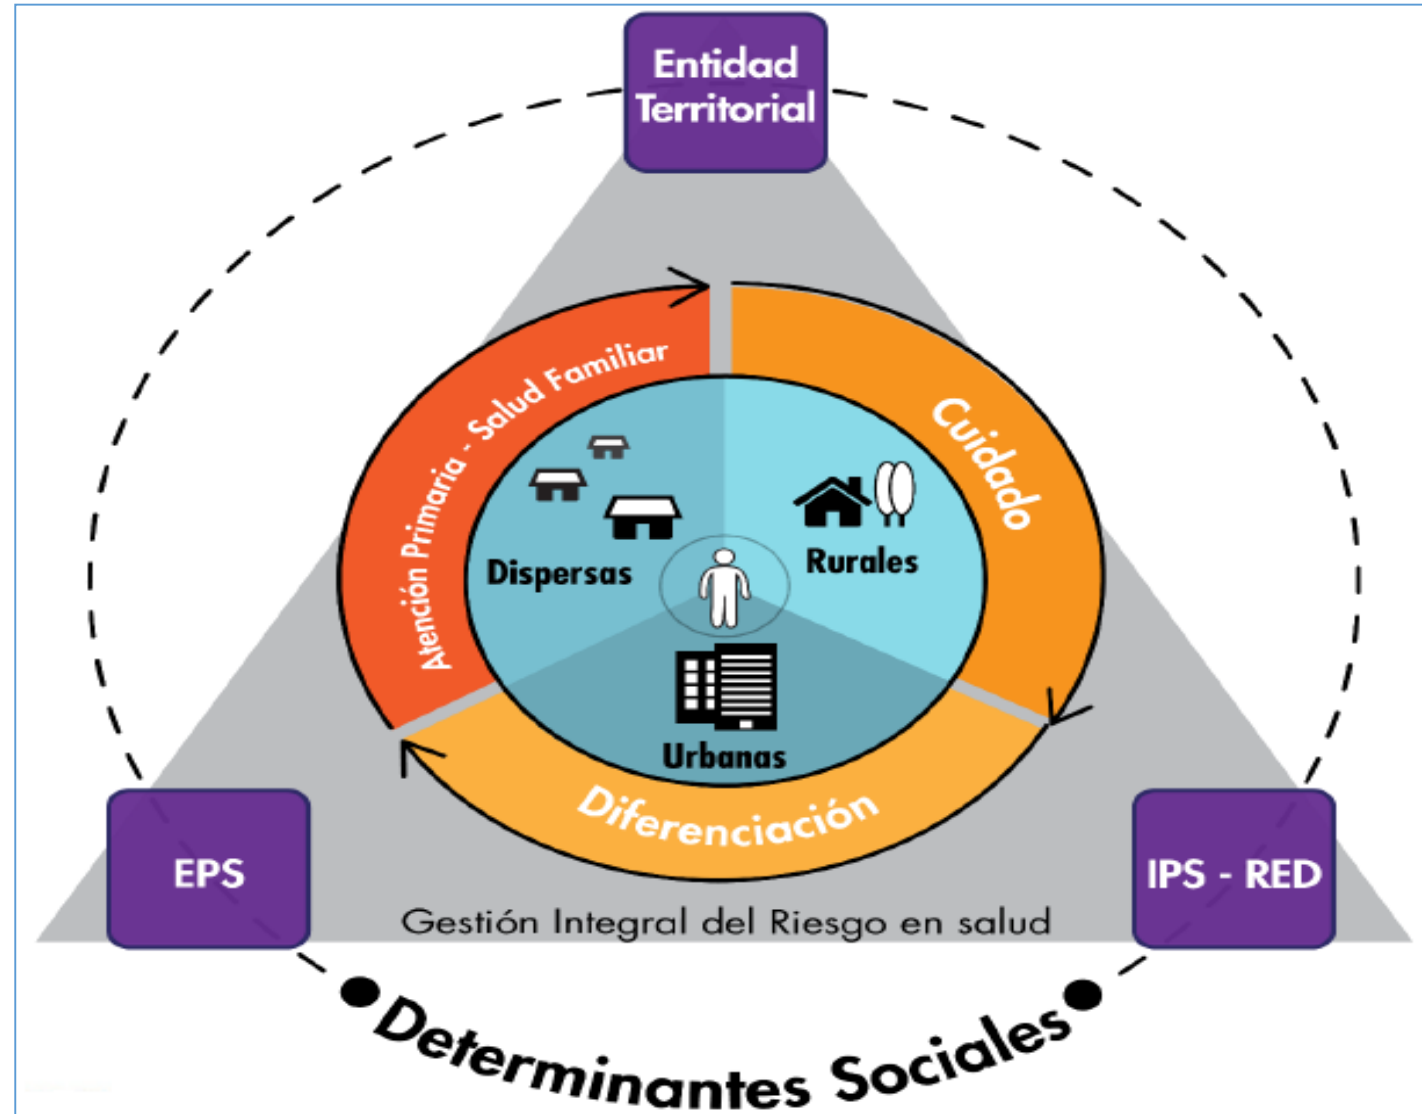 Entidad
Territorial
Atención Primaria - Salud Familiar
Cuidado
Dispersas
Rurales
Urbanas
Diferenciación
EPS
IPS - RED
Gestión Integral del Riesgo en salud
Determinantes Sociales